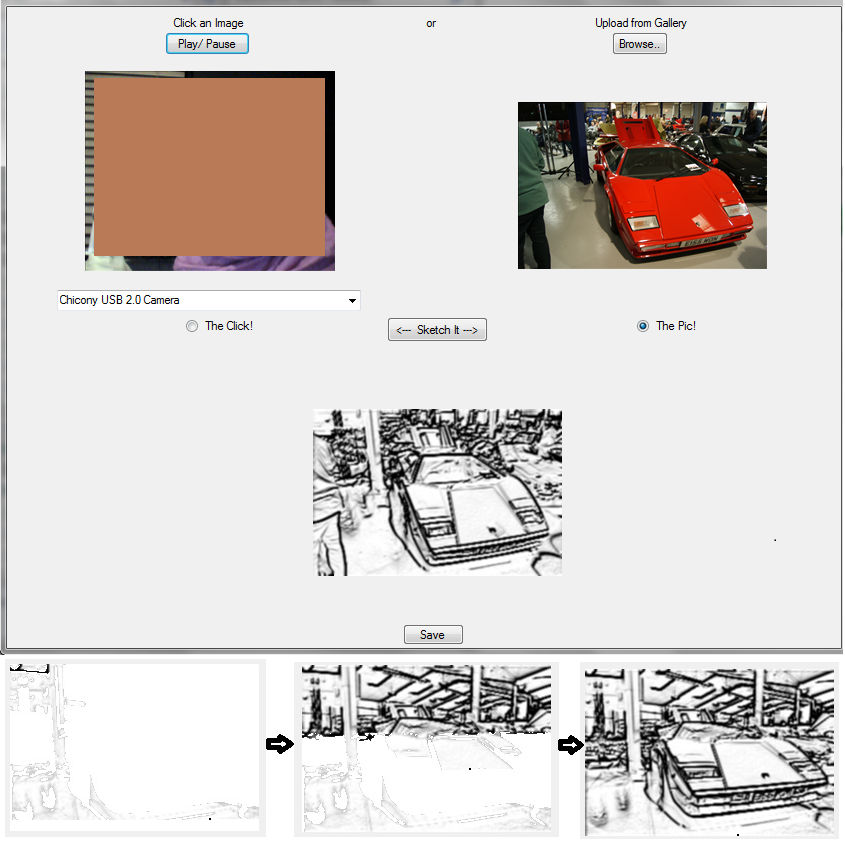 Click an Image
or
Upload from Gallery
Play/ Pause
Browse..
Chicony USB 2.0 Camera
The Click!
<--- Sketch It --->
The Pic!
Save